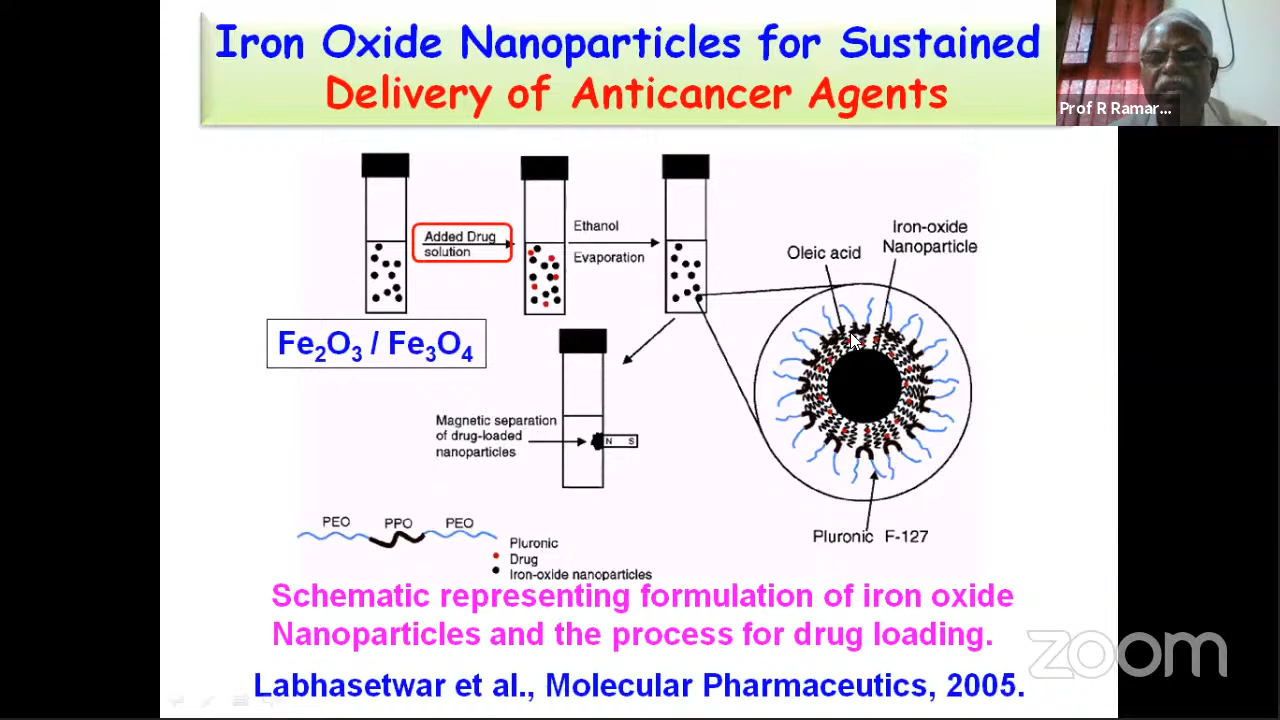 Iron Oxide Nanoparticles for Sustained
Delivery of Anticancer Agents
Prof R Ramar...
Added Drug
solution
Ethanol
Evaporation
Oleic acid
Iron-oxide
Nanoparticle
Fe₂O₃ / Fe₃O₄
Magnetic separation
of drug-loaded
nanoparticles
N S
PEO PPO PEO
Pluronic
Drug
Iron-oxide nanoparticles
Pluronic F-127
Schematic representing formulation of iron oxide
Nanoparticles and the process for drug loading.
Labhasetwar et al., Molecular Pharmaceutics, 2005.
zoom